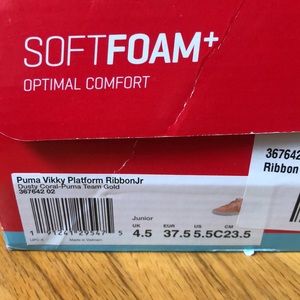 SOFTFOAM+
OPTIMAL COMFORT
Puma Vikky Platform RibbonJr
Dusty Coral-Puma Team Gold
367642 02
Junior
UK EUR US CM
4.5 37.5 5.5C 23.5
Made in Vietnam
367642
Ribbon